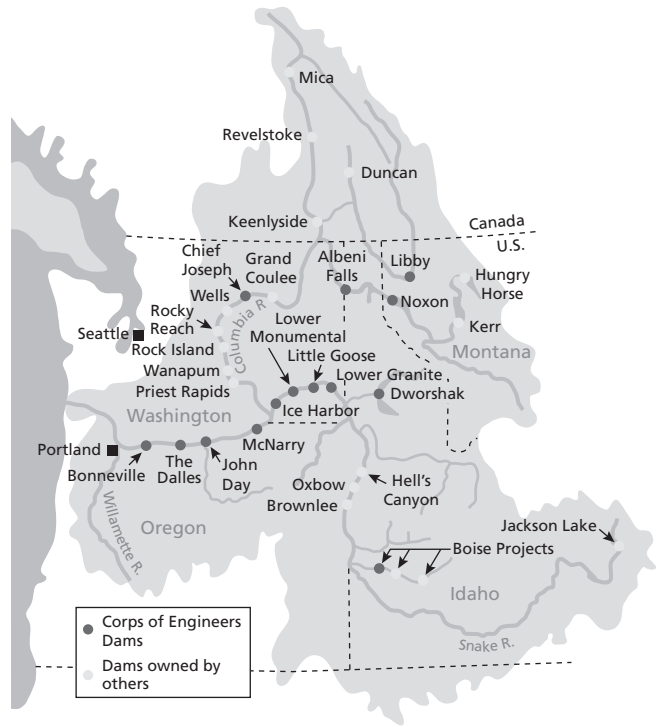 Mica
Revelstoke
Duncan
Keenlyside
Canada
U.S.
Chief
Joseph
Grand
Coulee
Albeni
Falls
Libby
Hungry
Horse
Wells
Noxon
Rocky
Reach
Columbia R.
Lower
Monumental
Kerr
Seattle
Rock Island
Little Goose
Montana
Wanapum
Lower Granite
Priest Rapids
Dworshak
Washington
Ice Harbor
Portland
McNarry
Bonneville
The
Dalles
John
Day
Oxbow
Hell's
Canyon
Brownlee
Willamette R.
Oregon
Jackson Lake
Boise Projects
Idaho
Snake R.
Corps of Engineers
Dams
Dams owned by
others